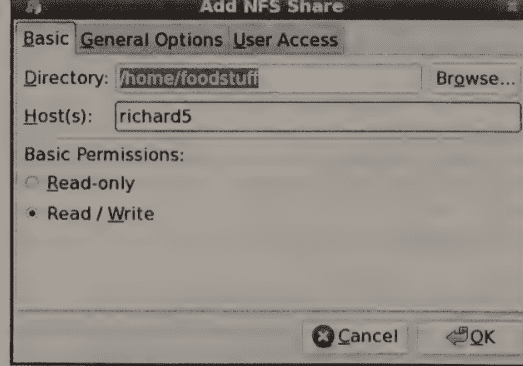 Add NFS Share
Basic General Options User Access
Directory: /home/foodstuff Browse...
Host(s): richard5
Basic Permissions:
Read-only
Read / Write
Cancel OK